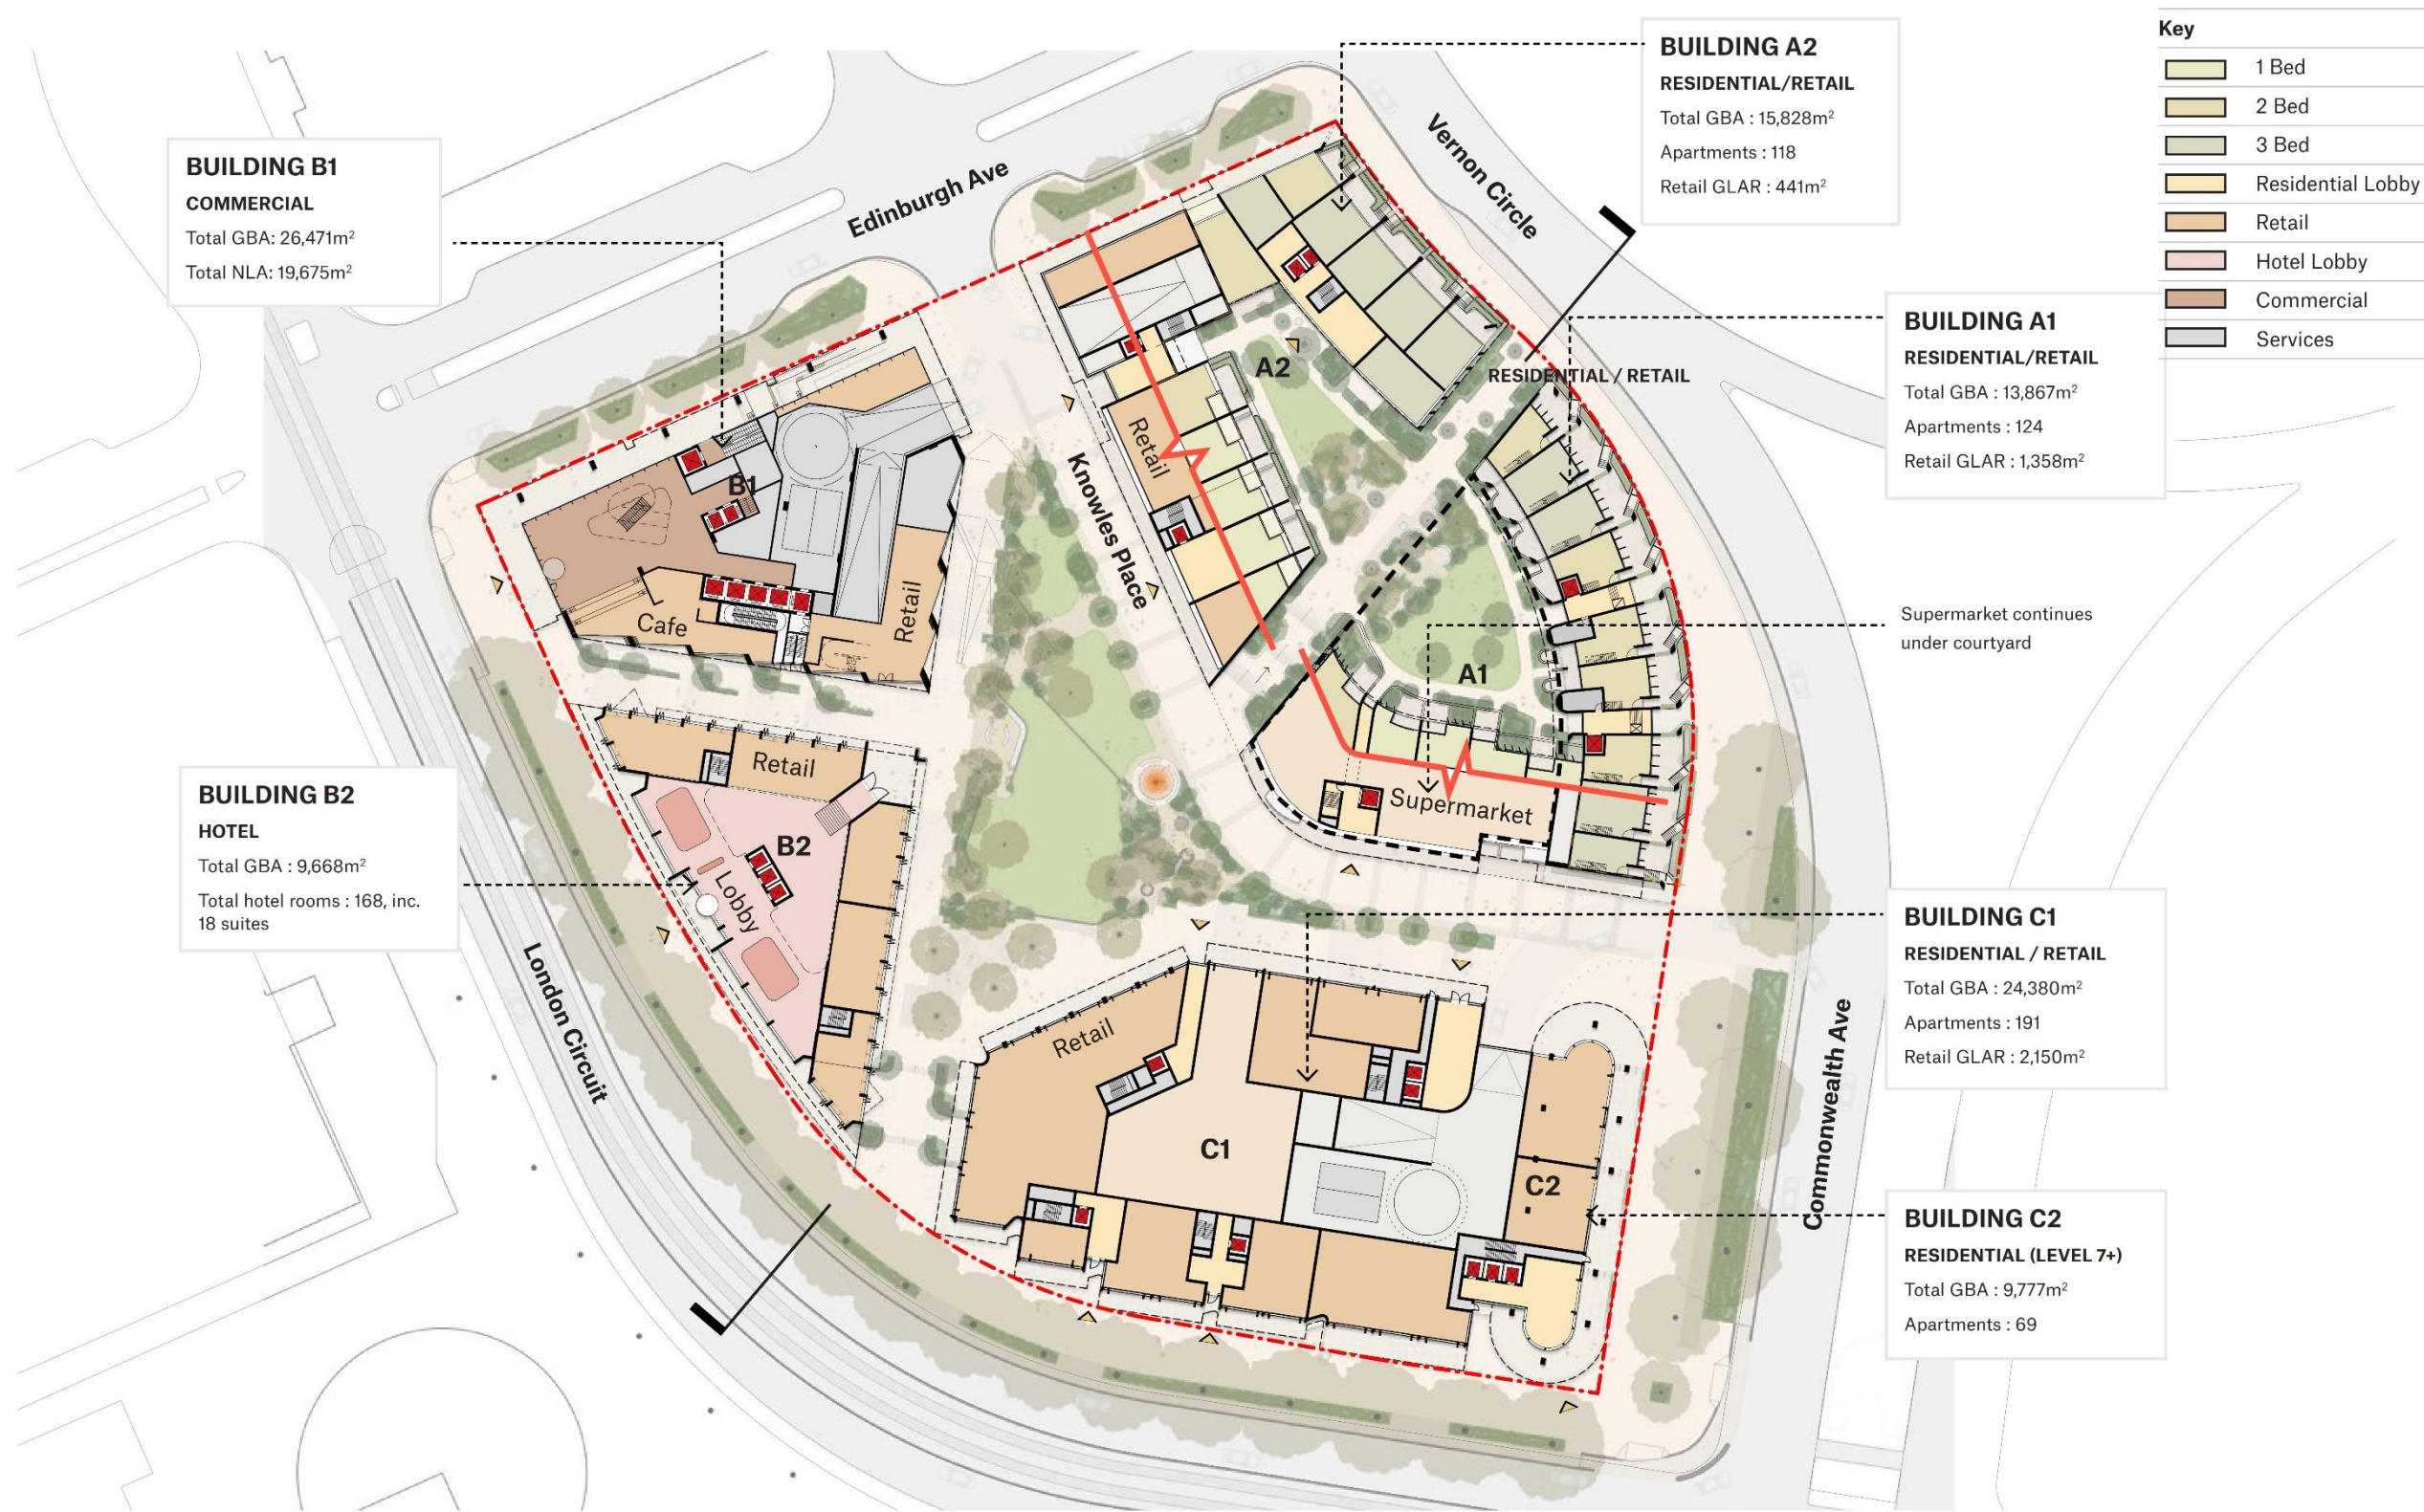 BUILDING A2
RESIDENTIAL/RETAIL
Total GBA : 15,828m²
Apartments : 118
Retail GLAR : 441m²
Key
1 Bed
2 Bed
3 Bed
Residential Lobby
Retail
Hotel Lobby
Commercial
Services
BUILDING B1
COMMERCIAL
Total GBA: 26,471m²
Total NLA: 19,675m²
Edinburgh Ave
Vernon Circle
BUILDING A1
RESIDENTIAL/RETAIL
Total GBA : 13,867m²
Apartments : 124
Retail GLAR : 1,358m²
A2
RESIDENTIAL / RETAIL
Retail
B1
Knowles Place
Cafe
Retail
Supermarket continues
under courtyard
A1
Retail
Supermarket
BUILDING B2
HOTEL
Total GBA : 9,668m²
Total hotel rooms : 168, inc.
18 suites
B2
Lobby
London Circuit
BUILDING C1
RESIDENTIAL / RETAIL
Total GBA : 24,380m²
Apartments : 191
Retail GLAR : 2,150m²
Retail
C1
C2
Commonwealth Ave
BUILDING C2
RESIDENTIAL (LEVEL 7+)
Total GBA : 9,777m²
Apartments : 69